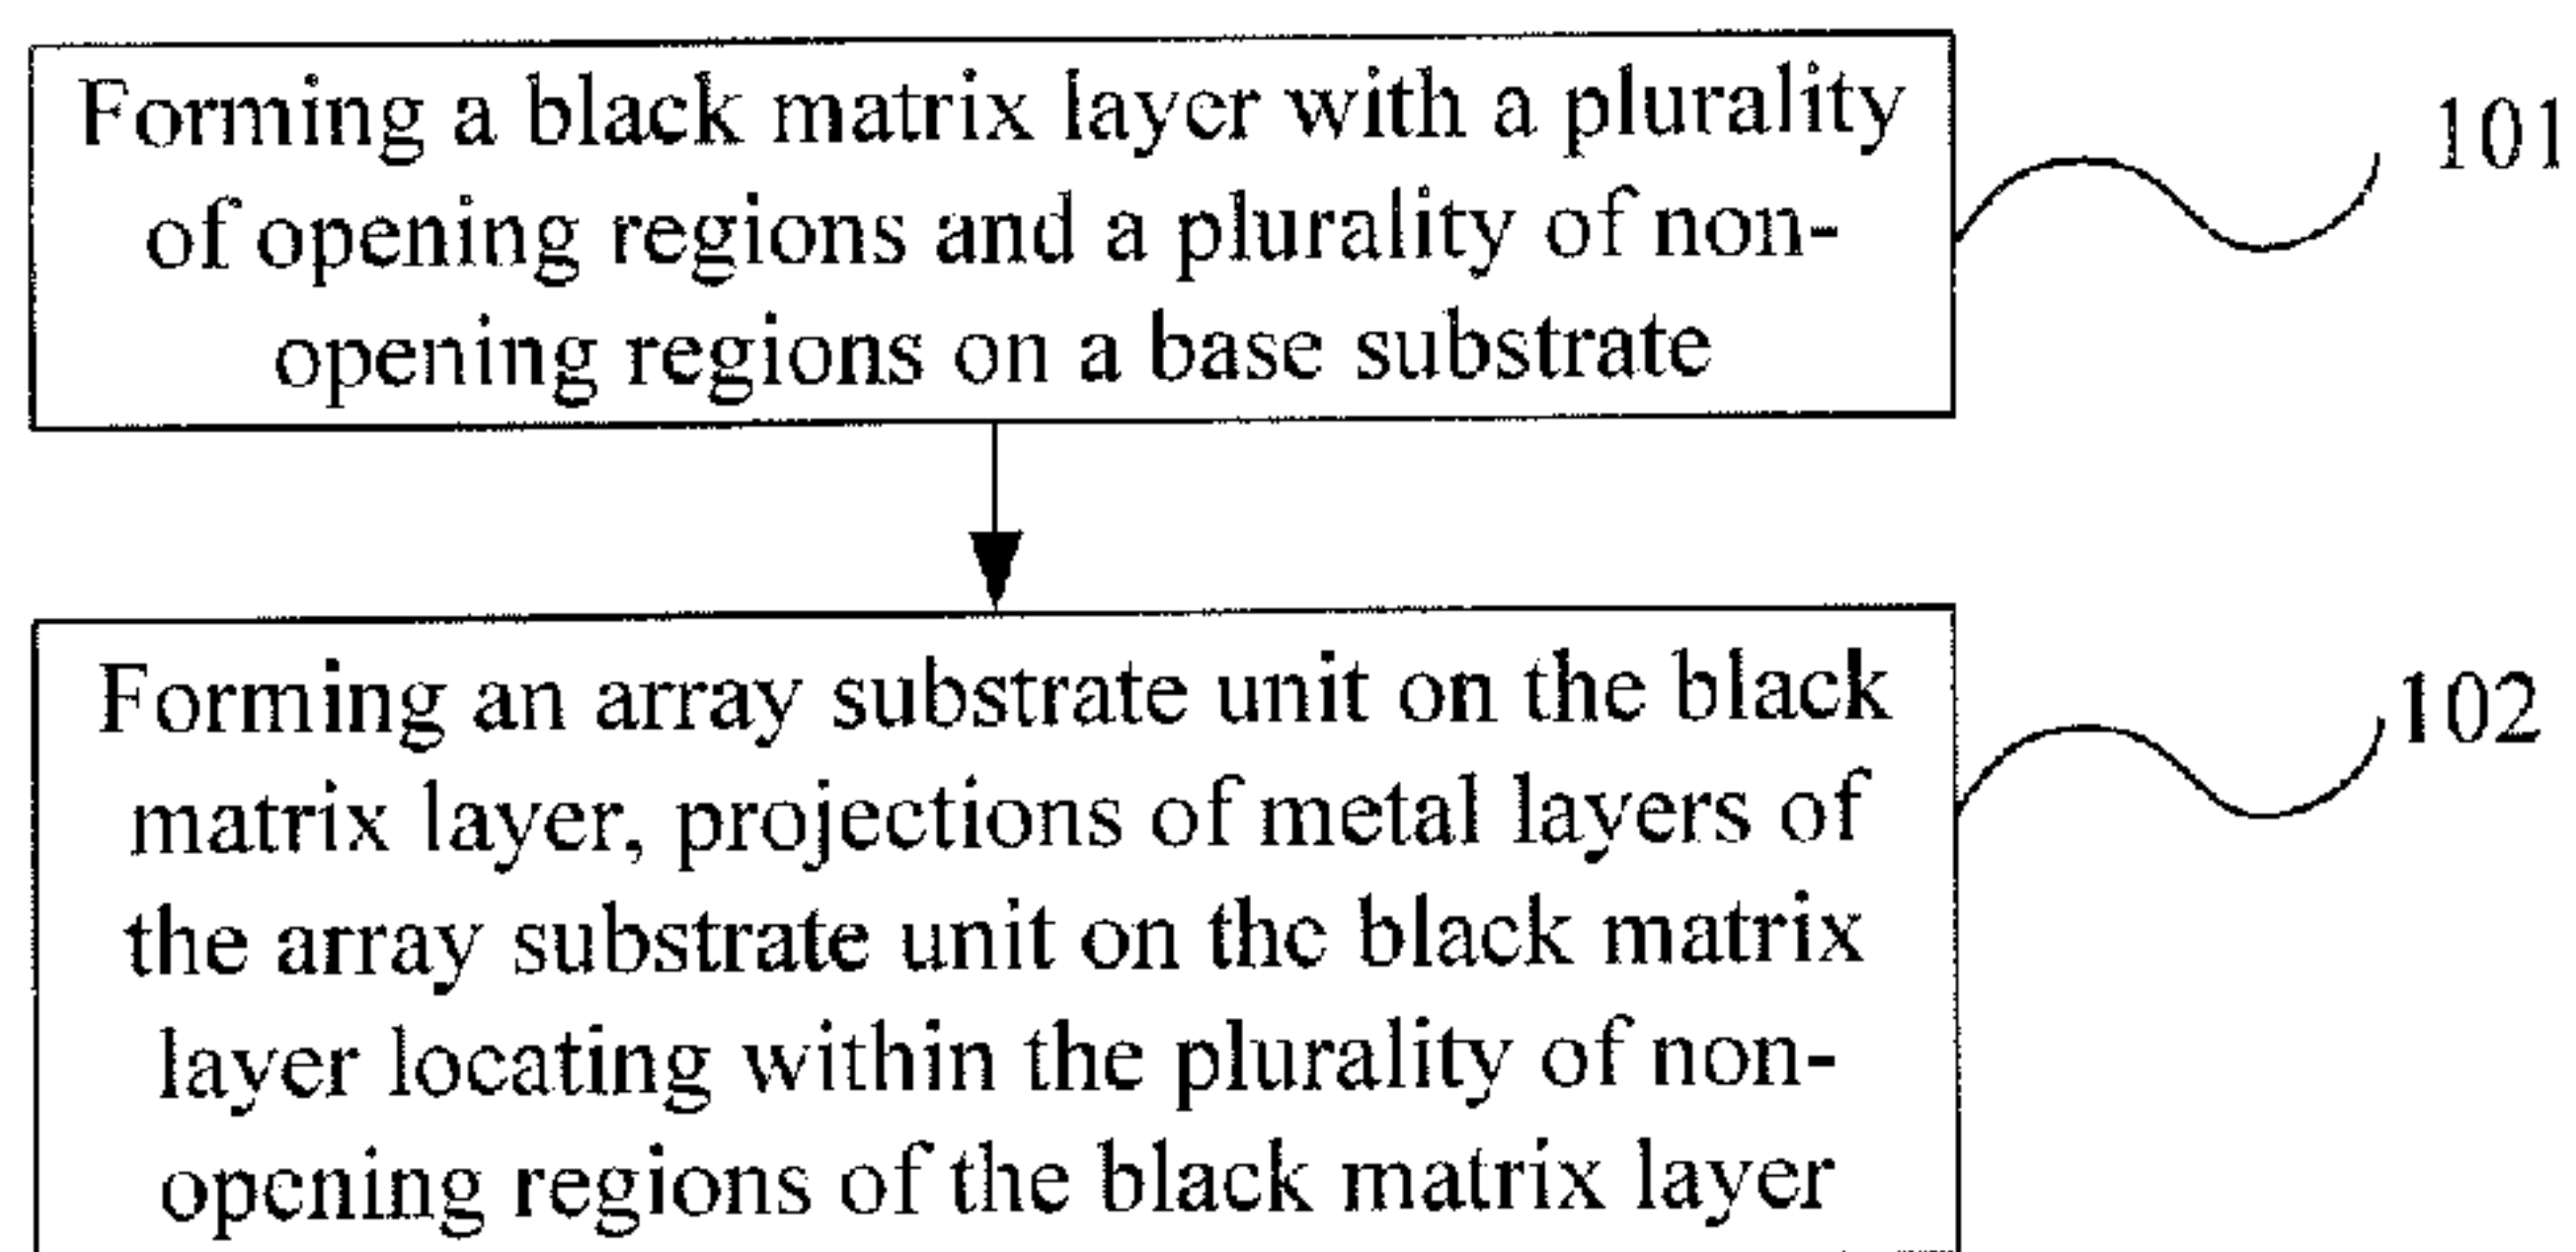 Forming a black matrix layer with a plurality
of opening regions and a plurality of non-
opening regions on a base substrate
101
Forming an array substrate unit on the black
matrix layer, projections of metal layers of
the array substrate unit on the black matrix
layer locating within the plurality of non-
opening regions of the black matrix layer
102